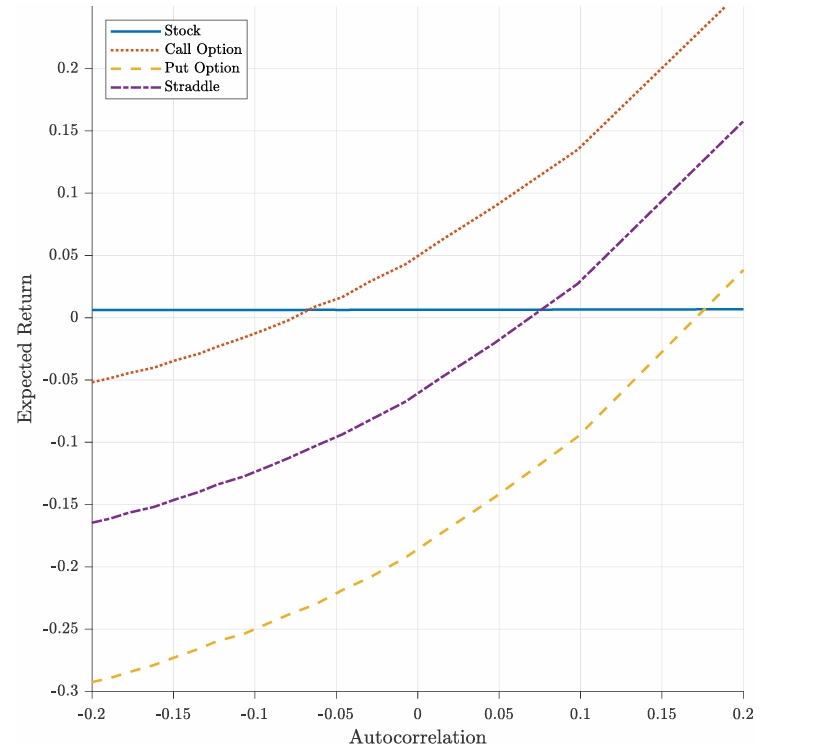 Stock
Call Option
Put Option
Straddle
0.2
0.15
0.1
0.05
0
-0.05
-0.1
-0.15
-0.2
-0.25
-0.3
Expected Return
-0.2 -0.15 -0.1 -0.05 0 0.05 0.1 0.15 0.2
Autocorrelation